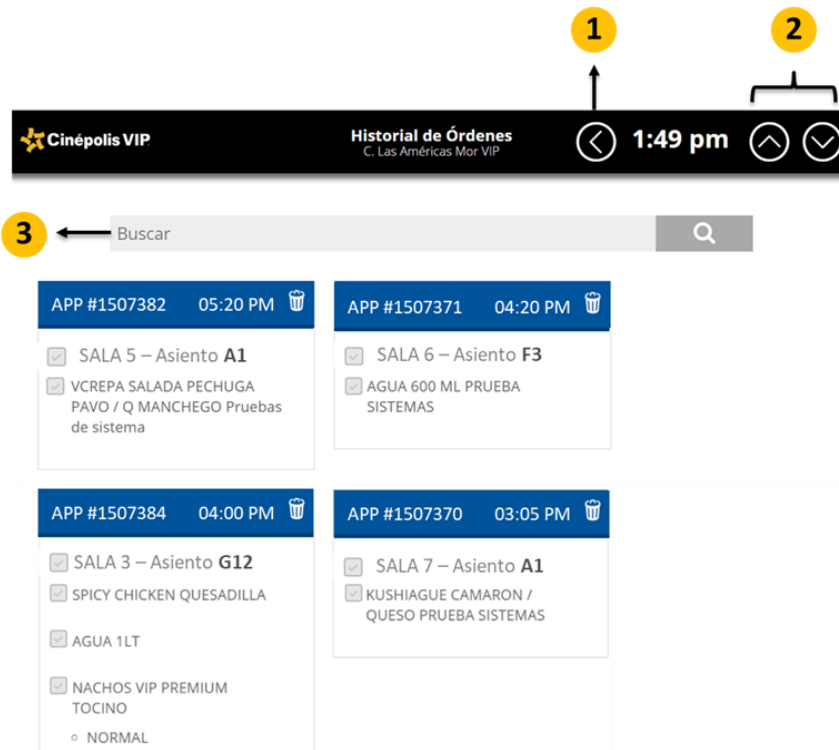 1
2
Cinépolis VIP
Historial de Órdenes
C. Las Américas Mor VIP
1:49 pm
3
Buscar
APP #1507382 05:20 PM
SALA 5 – Asiento A1
VCREPA SALADA PECHUGA
PAVO / Q MANCHEGO Pruebas
de sistema
APP #1507371 04:20 PM
SALA 6 – Asiento F3
AGUA 600 ML PRUEBA
SISTEMAS
APP #1507384 04:00 PM
SALA 3 – Asiento G12
SPICY CHICKEN QUESADILLA
AGUA 1LT
NACHOS VIP PREMIUM
TOCINO
NORMAL
APP #1507370 03:05 PM
SALA 7 – Asiento A1
KUSHIAGUE CAMARON /
QUESO PRUEBA SISTEMAS